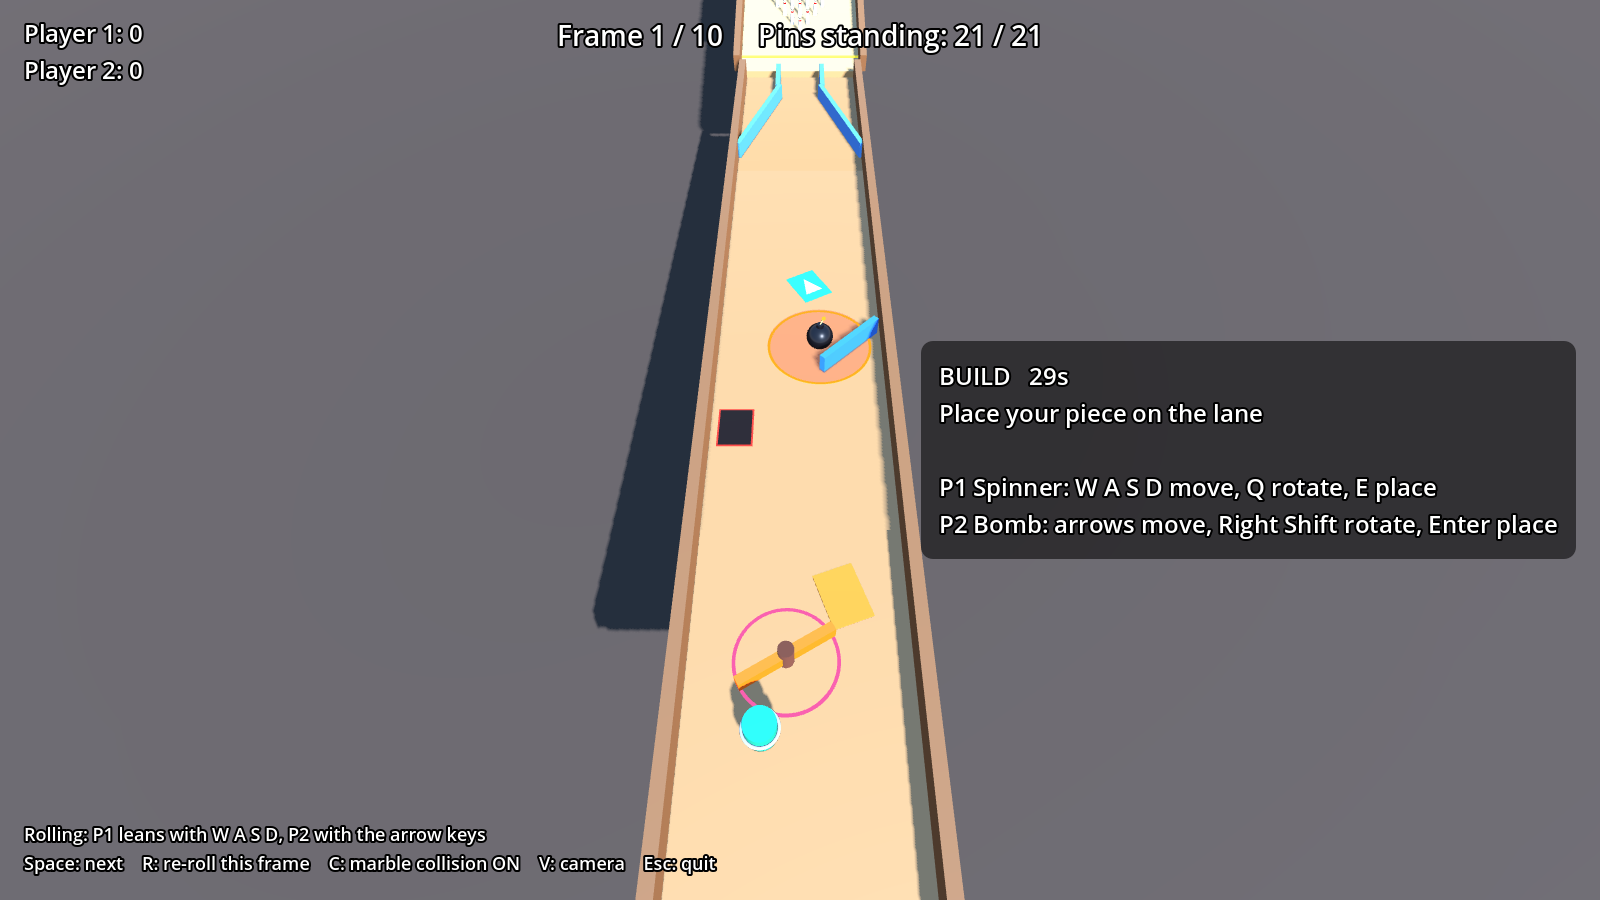 Player 1: 0
Player 2: 0
Frame 1 / 10 Pins standing: 21 / 21
BUILD 29s
Place your piece on the lane
P1 Spinner: W A S D move, Q rotate, E place
P2 Bomb: arrows move, Right Shift rotate, Enter place
Rolling: P1 leans with W A S D, P2 with the arrow keys
Space: next R: re-roll this frame C: marble collision ON V: camera Esc: quit